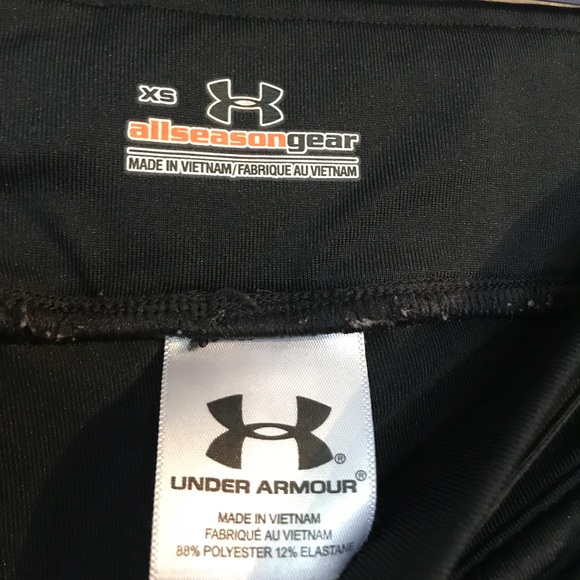 XS
allseasongear
MADE IN VIETNAM/FABRIQUE AU VIETNAM
UNDER ARMOUR®
MADE IN VIETNAM
FABRIQUÉ AU VIETNAM
88% POLYESTER 12% ELASTANE